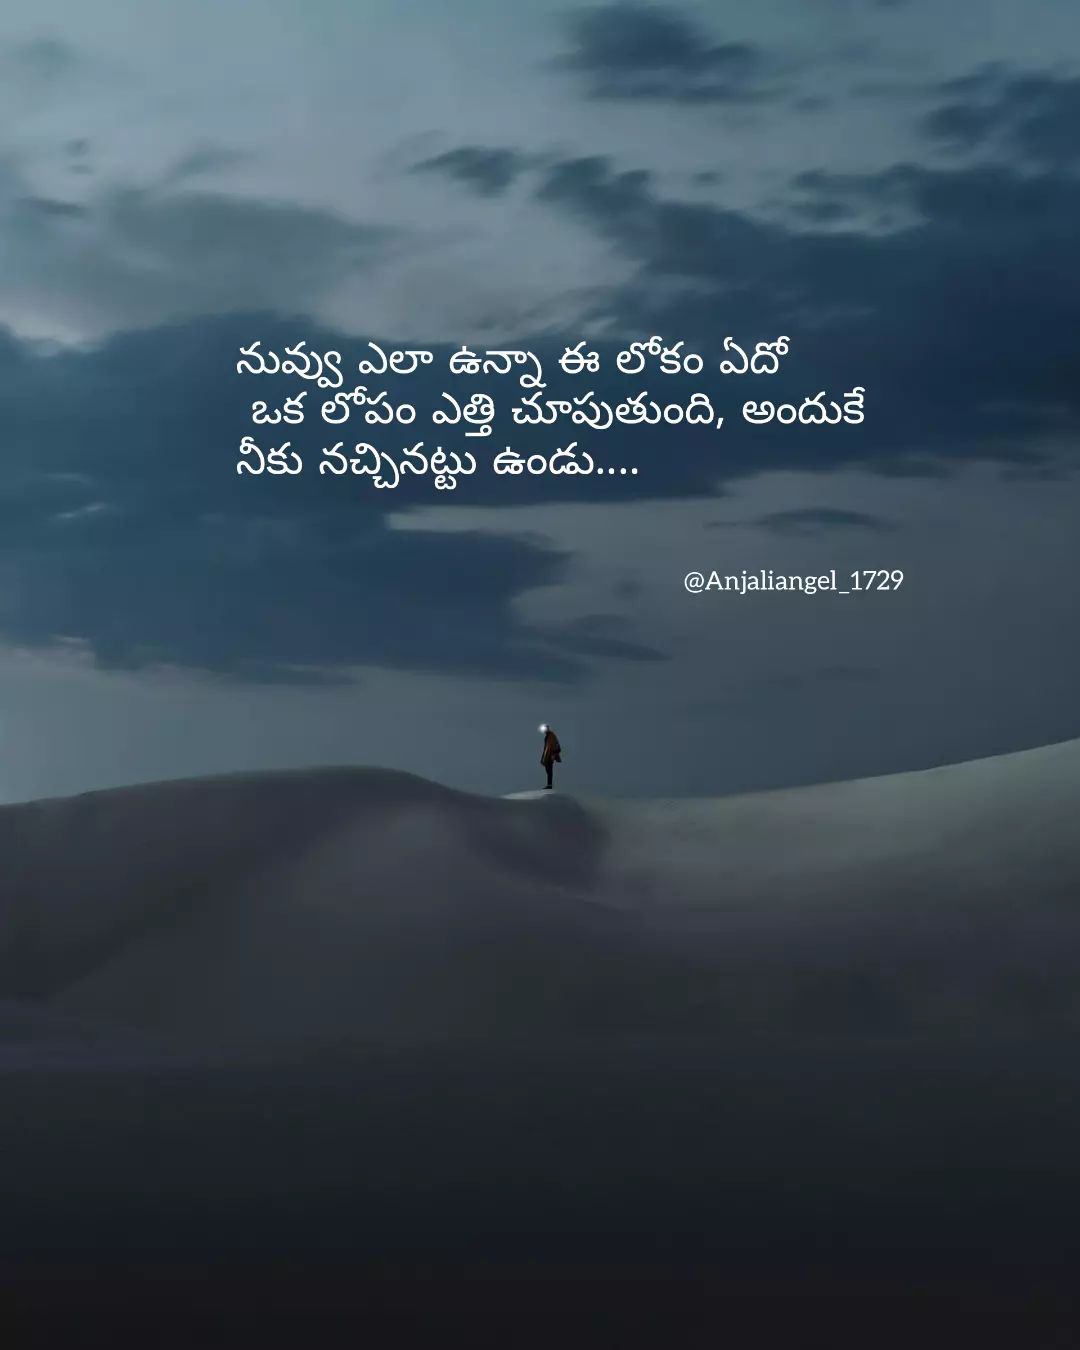 నువ్వు ఎలా ఉన్నా ఈ లోకం ఏదో
ఒక లోపం ఎత్తి చూపుతుంది, అందుకే
నీకు నచ్చినట్టు ఉండు....
@Anjaliangel_1729